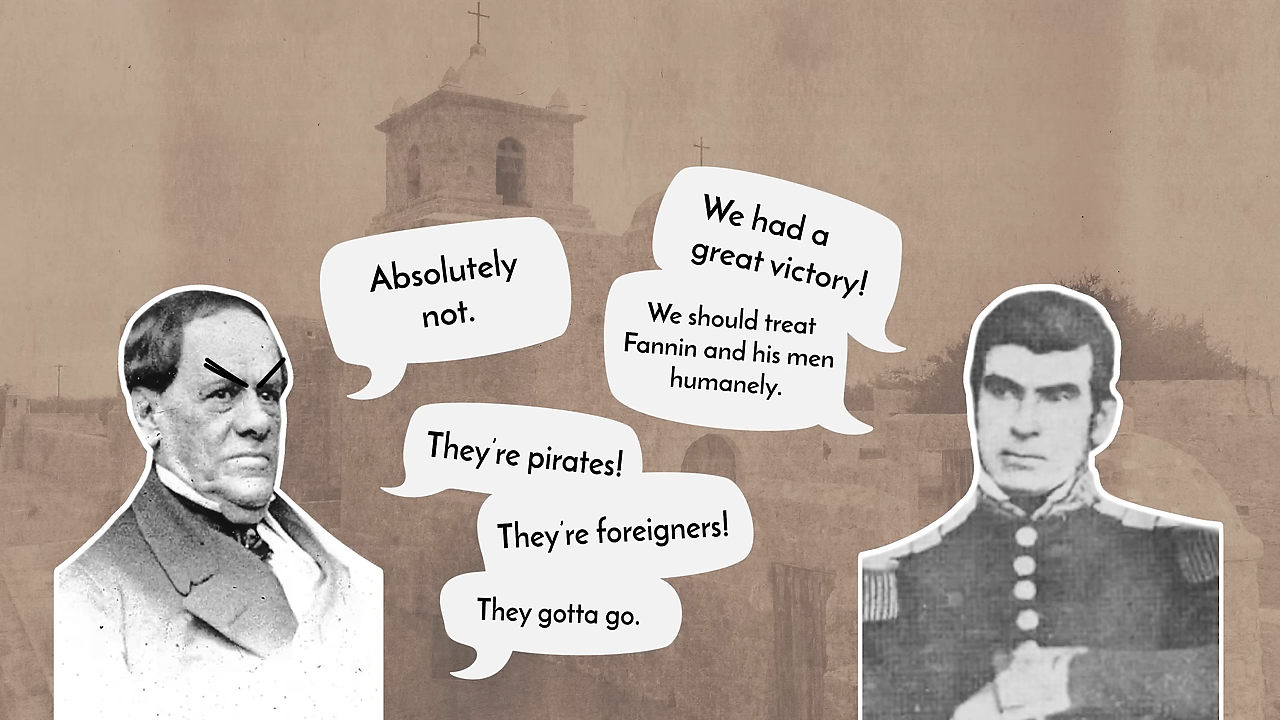 We had a
great victory!
We should treat
Fannin and his men
humanely.
Absolutely
not.
They're pirates!
They're foreigners!
They gotta go.